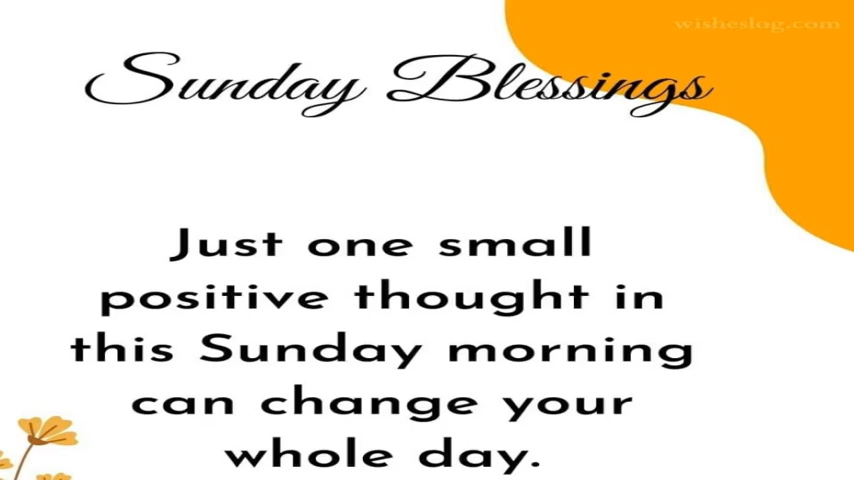 wisheslog.com
Sunday Blessings
Just one small
positive thought in
this Sunday morning
can change your
whole day.